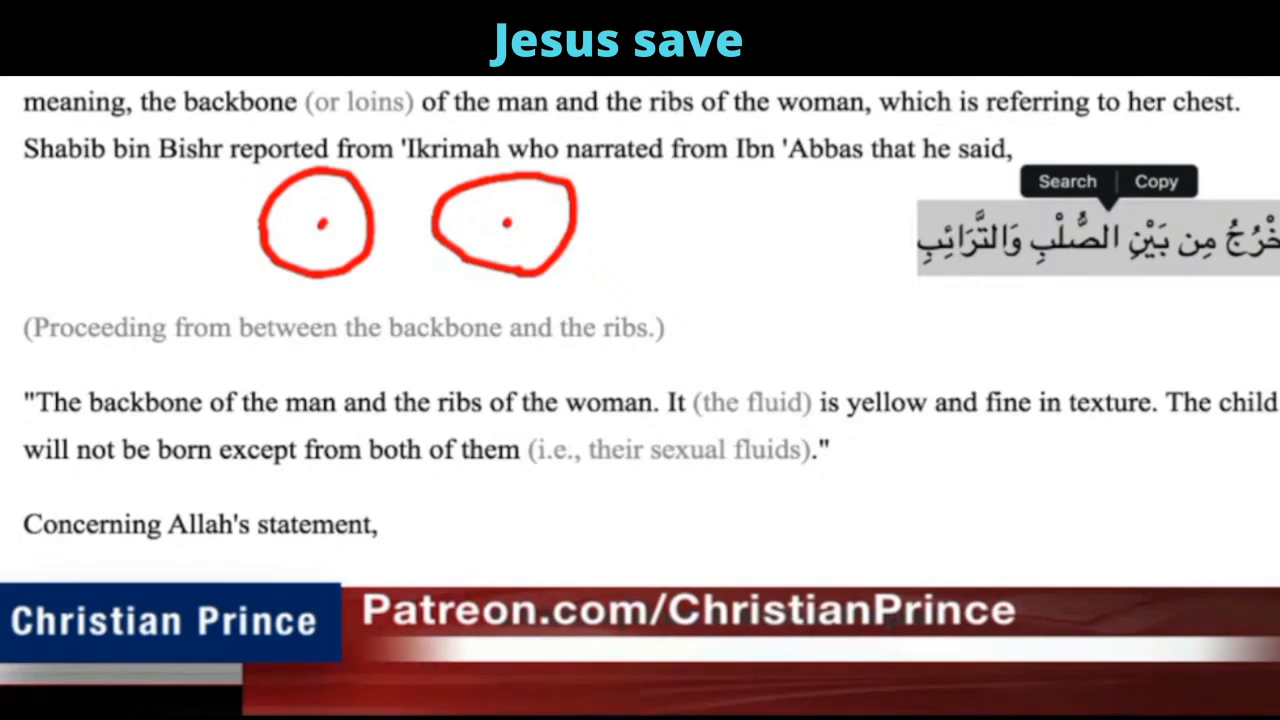 Jesus save
meaning, the backbone (or loins) of the man and the ribs of the woman, which is referring to her chest.
Shabib bin Bishr reported from 'Ikrimah who narrated from Ibn 'Abbas that he said,
Search Copy
مِن بَيْنِ الصُّلْبِ وَالتَّرَائِبِ
(Proceeding from between the backbone and the ribs.)
"The backbone of the man and the ribs of the woman. It (the fluid) is yellow and fine in texture. The child
will not be born except from both of them (i.e., their sexual fluids)."
Concerning Allah's statement,
Christian Prince
Patreon.com/ChristianPrince